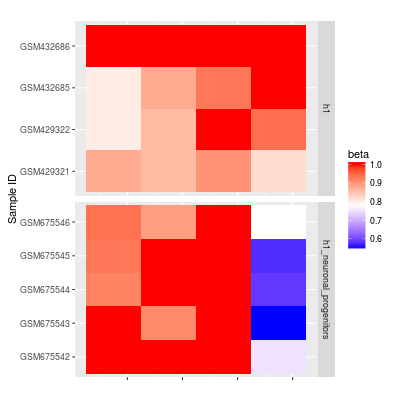 Sample ID
GSM432686
GSM432685
GSM429322
GSM429321
h1
GSM675546
GSM675545
GSM675544
GSM675543
GSM675542
h1_neuronal_progenitors
beta
1.0
0.9
0.8
0.7
0.6